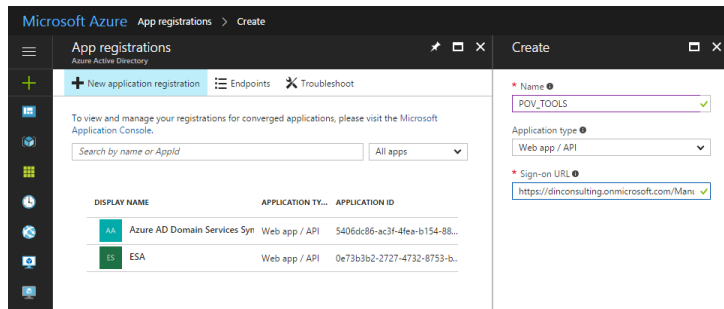 Microsoft Azure App registrations > Create
App registrations
Azure Active Directory
New application registration Endpoints Troubleshoot
To view and manage your registrations for converged applications, please visit the Microsoft
Application Console.
Search by name or AppId All apps
DISPLAY NAME APPLICATION TY... APPLICATION ID
AA Azure AD Domain Services Syn Web app / API 5406dc86-ac3f-4fea-b154-88...
ES ESA Web app / API 0e73b3b2-2727-4732-8753-b..
Create
* Name
POV_TOOLS
Application type
Web app / API
* Sign-on URL
https://dinconsulting.onmicrosoft.com/Manu